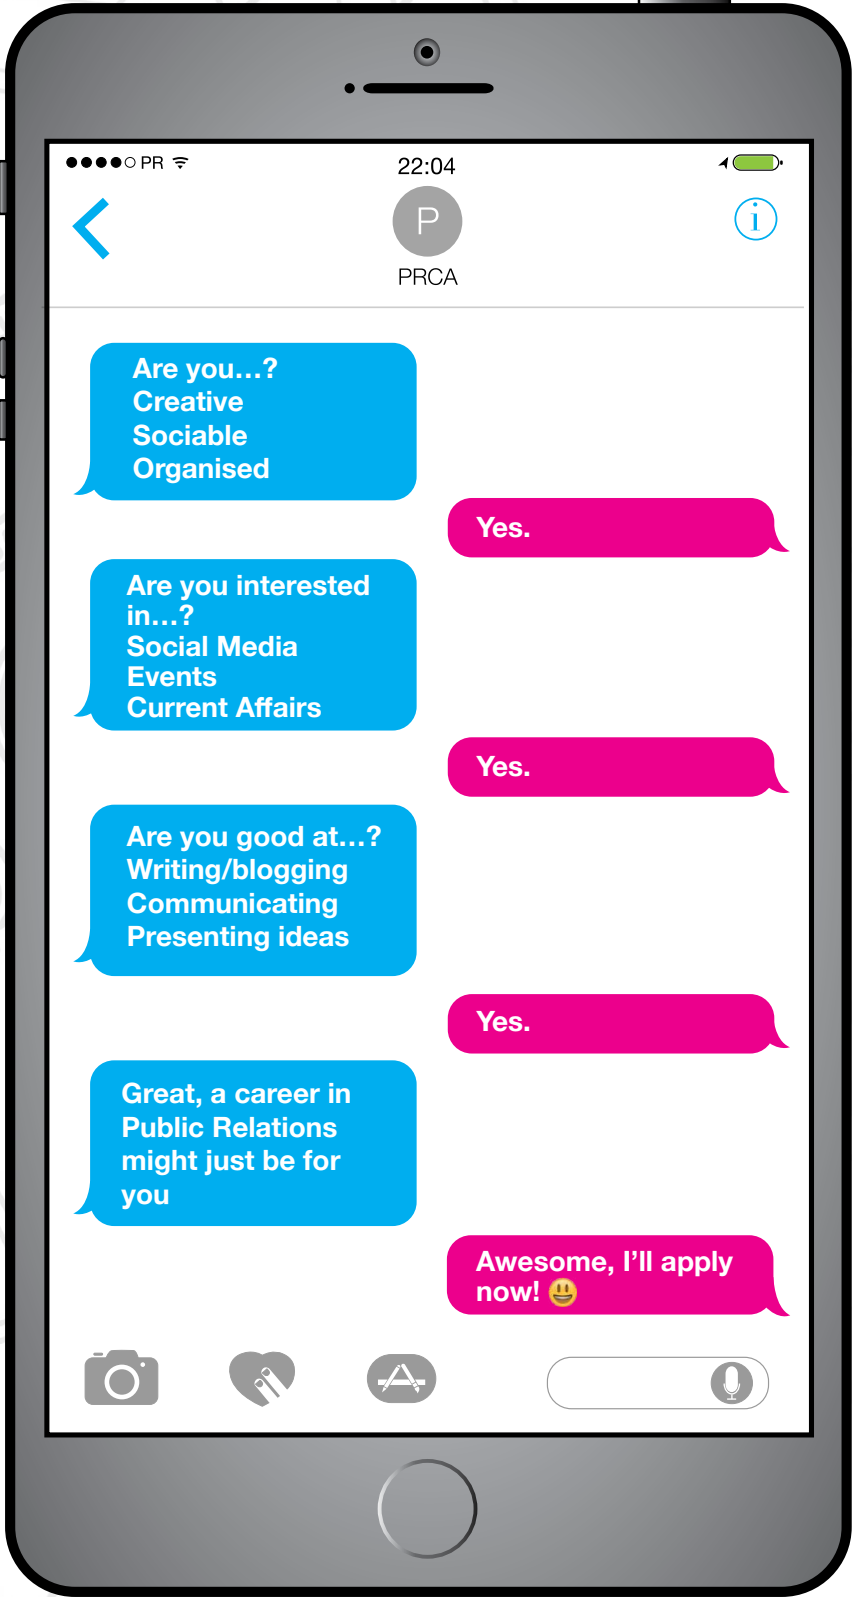 PR
22:04
P
i
PRCA
Are you...?
Creative
Sociable
Organised
Yes.
Are you interested
in...?
Social Media
Events
Current Affairs
Yes.
Are you good at...?
Writing/blogging
Communicating
Presenting ideas
Yes.
Great, a career in
Public Relations
might just be for
you
Awesome, I’ll apply
now! 😃